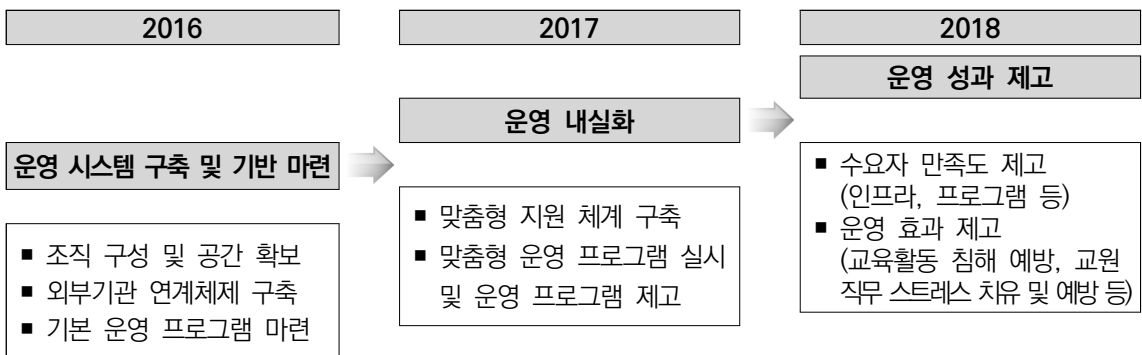 2016
운영 시스템 구축 및 기반 마련
■ 조직 구성 및 공간 확보
■ 외부기관 연계체제 구축
■ 기본 운영 프로그램 마련
2017
운영 내실화
■ 맞춤형 지원 체계 구축
■ 맞춤형 운영 프로그램 실시
및 운영 프로그램 제고
2018
운영 성과 제고
■ 수요자 만족도 제고
(인프라, 프로그램 등)
■ 운영 효과 제고
(교육활동 침해 예방, 교원
직무 스트레스 치유 및 예방 등)